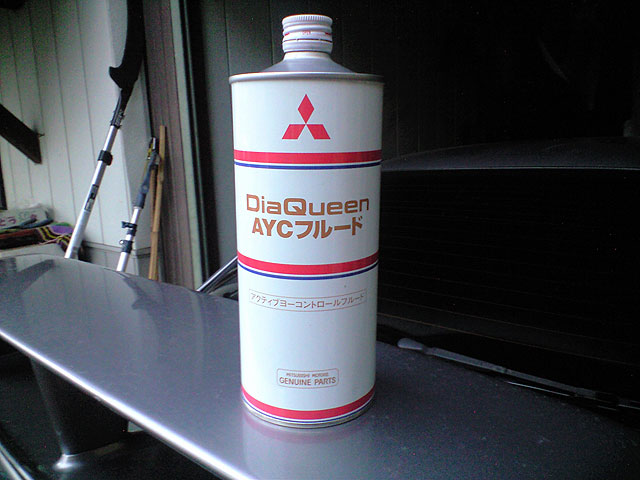 DiaQueen
AYCフルード
アクティブヨーコントロールフルード
MITSUBISHI MOTORS
GENUINE PARTS